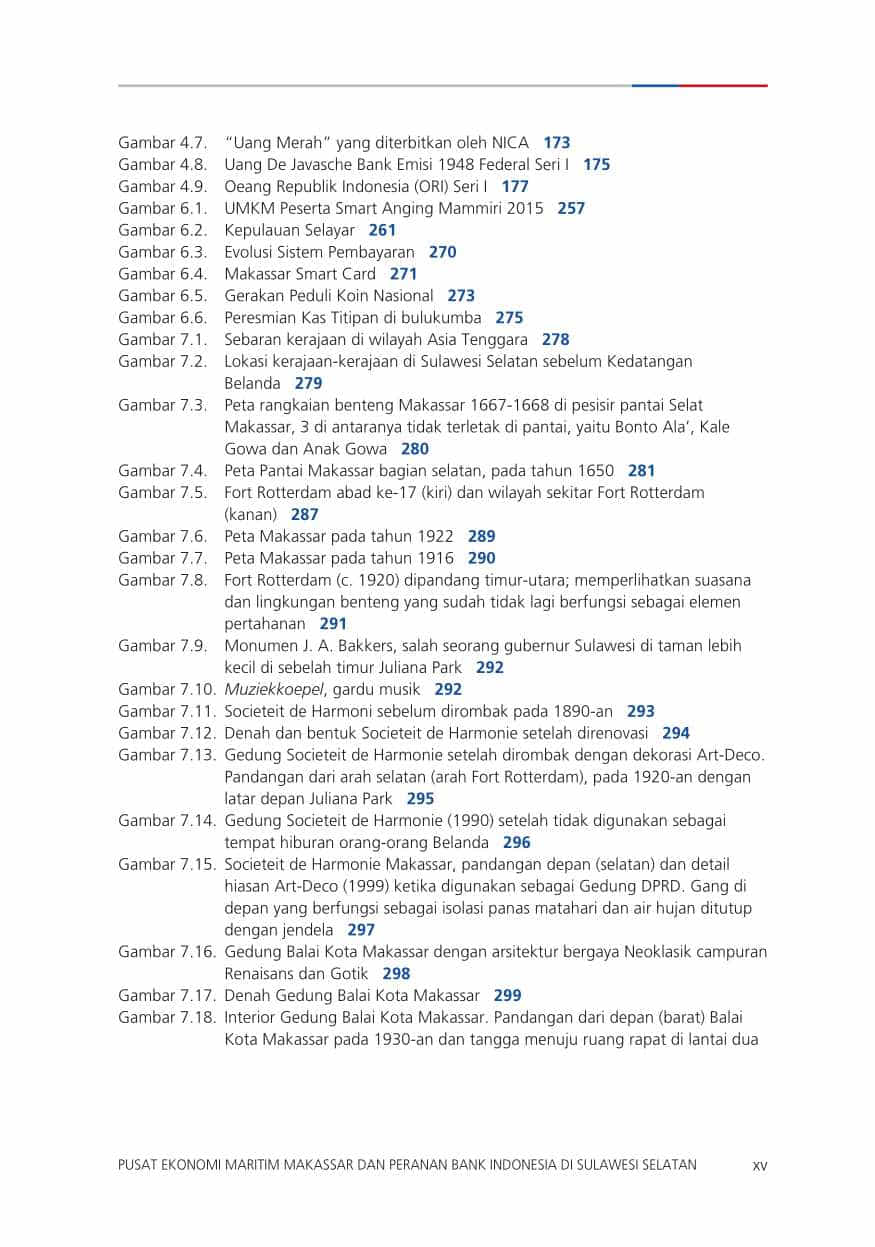 Gambar 4.7. “Uang Merah” yang diterbitkan oleh NICA 173
Gambar 4.8. Uang De Javasche Bank Emisi 1948 Federal Seri I 175
Gambar 4.9. Oeang Republik Indonesia (ORI) Seri I 177
Gambar 6.1. UMKM Peserta Smart Anging Mammiri 2015 257
Gambar 6.2. Kepulauan Selayar 261
Gambar 6.3. Evolusi Sistem Pembayaran 270
Gambar 6.4. Makassar Smart Card 271
Gambar 6.5. Gerakan Peduli Koin Nasional 273
Gambar 6.6. Peresmian Kas Titipan di bulukumba 275
Gambar 7.1. Sebaran kerajaan di wilayah Asia Tenggara 278
Gambar 7.2. Lokasi kerajaan-kerajaan di Sulawesi Selatan sebelum Kedatangan
Belanda 279
Gambar 7.3. Peta rangkaian benteng Makassar 1667-1668 di pesisir pantai Selat
Makassar, 3 di antaranya tidak terletak di pantai, yaitu Bonto Ala’, Kale
Gowa dan Anak Gowa 280
Gambar 7.4. Peta Pantai Makassar bagian selatan, pada tahun 1650 281
Gambar 7.5. Fort Rotterdam abad ke-17 (kiri) dan wilayah sekitar Fort Rotterdam
(kanan) 287
Gambar 7.6. Peta Makassar pada tahun 1922 289
Gambar 7.7. Peta Makassar pada tahun 1916 290
Gambar 7.8. Fort Rotterdam (c. 1920) dipandang timur-utara; memperlihatkan suasana
dan lingkungan benteng yang sudah tidak lagi berfungsi sebagai elemen
pertahanan 291
Gambar 7.9. Monumen J. A. Bakkers, salah seorang gubernur Sulawesi di taman lebih
kecil di sebelah timur Juliana Park 292
Gambar 7.10. Muziekkoepel, gardu musik 292
Gambar 7.11. Societeit de Harmoni sebelum dirombak pada 1890-an 293
Gambar 7.12. Denah dan bentuk Societeit de Harmonie setelah direnovasi 294
Gambar 7.13. Gedung Societeit de Harmonie setelah dirombak dengan dekorasi Art-Deco.
Pandangan dari arah selatan (arah Fort Rotterdam), pada 1920-an dengan
latar depan Juliana Park 295
Gambar 7.14. Gedung Societeit de Harmonie (1990) setelah tidak digunakan sebagai
tempat hiburan orang-orang Belanda 296
Gambar 7.15. Societeit de Harmonie Makassar, pandangan depan (selatan) dan detail
hiasan Art-Deco (1999) ketika digunakan sebagai Gedung DPRD. Gang di
depan yang berfungsi sebagai isolasi panas matahari dan air hujan ditutup
dengan jendela 297
Gambar 7.16. Gedung Balai Kota Makassar dengan arsitektur bergaya Neoklasik campuran
Renaisans dan Gotik 298
Gambar 7.17. Denah Gedung Balai Kota Makassar 299
Gambar 7.18. Interior Gedung Balai Kota Makassar. Pandangan dari depan (barat) Balai
Kota Makassar pada 1930-an dan tangga menuju ruang rapat di lantai dua
PUSAT EKONOMI MARITIM MAKASSAR DAN PERANAN BANK INDONESIA DI SULAWESI SELATAN xv